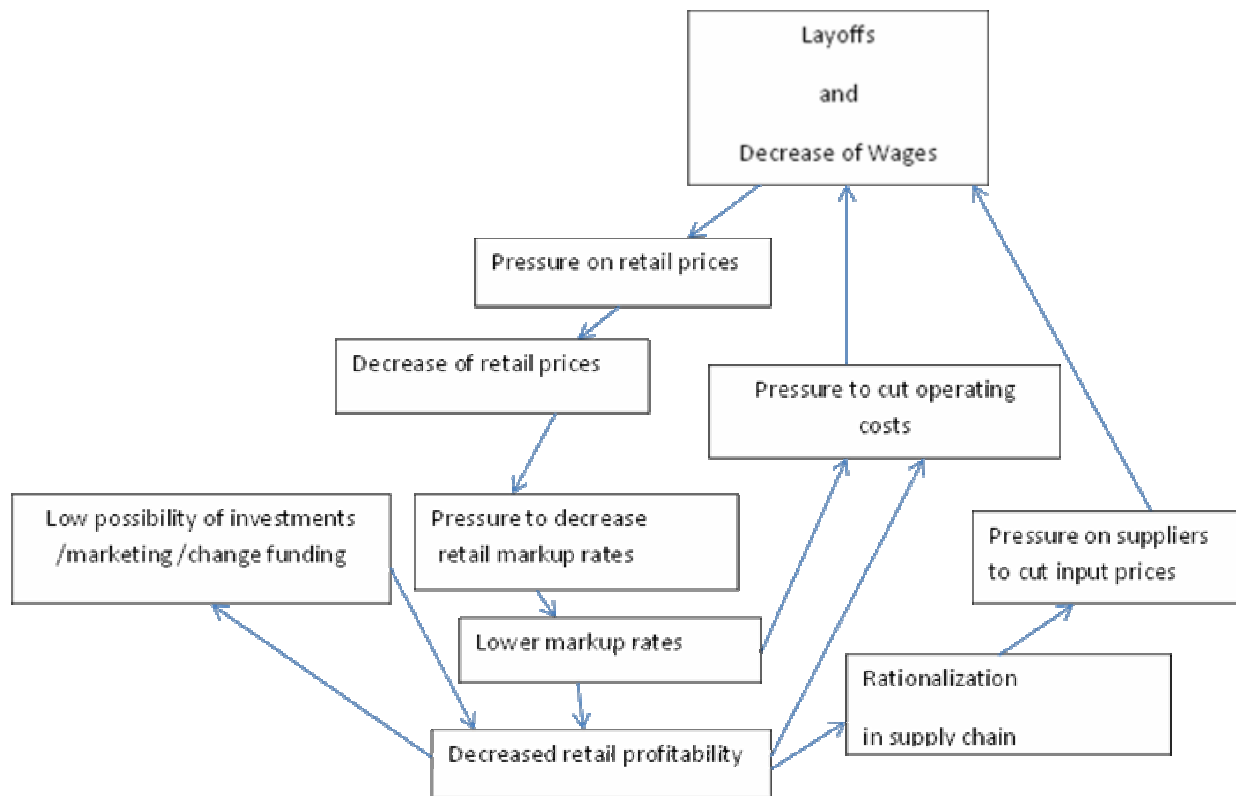 Layoffs
and
Decrease of Wages
Pressure on retail prices
Decrease of retail prices
Pressure to cut operating
costs
Low possibility of investments
/marketing /change funding
Pressure to decrease
retail markup rates
Pressure on suppliers
to cut input prices
Lower markup rates
Rationalization
in supply chain
Decreased retail profitability